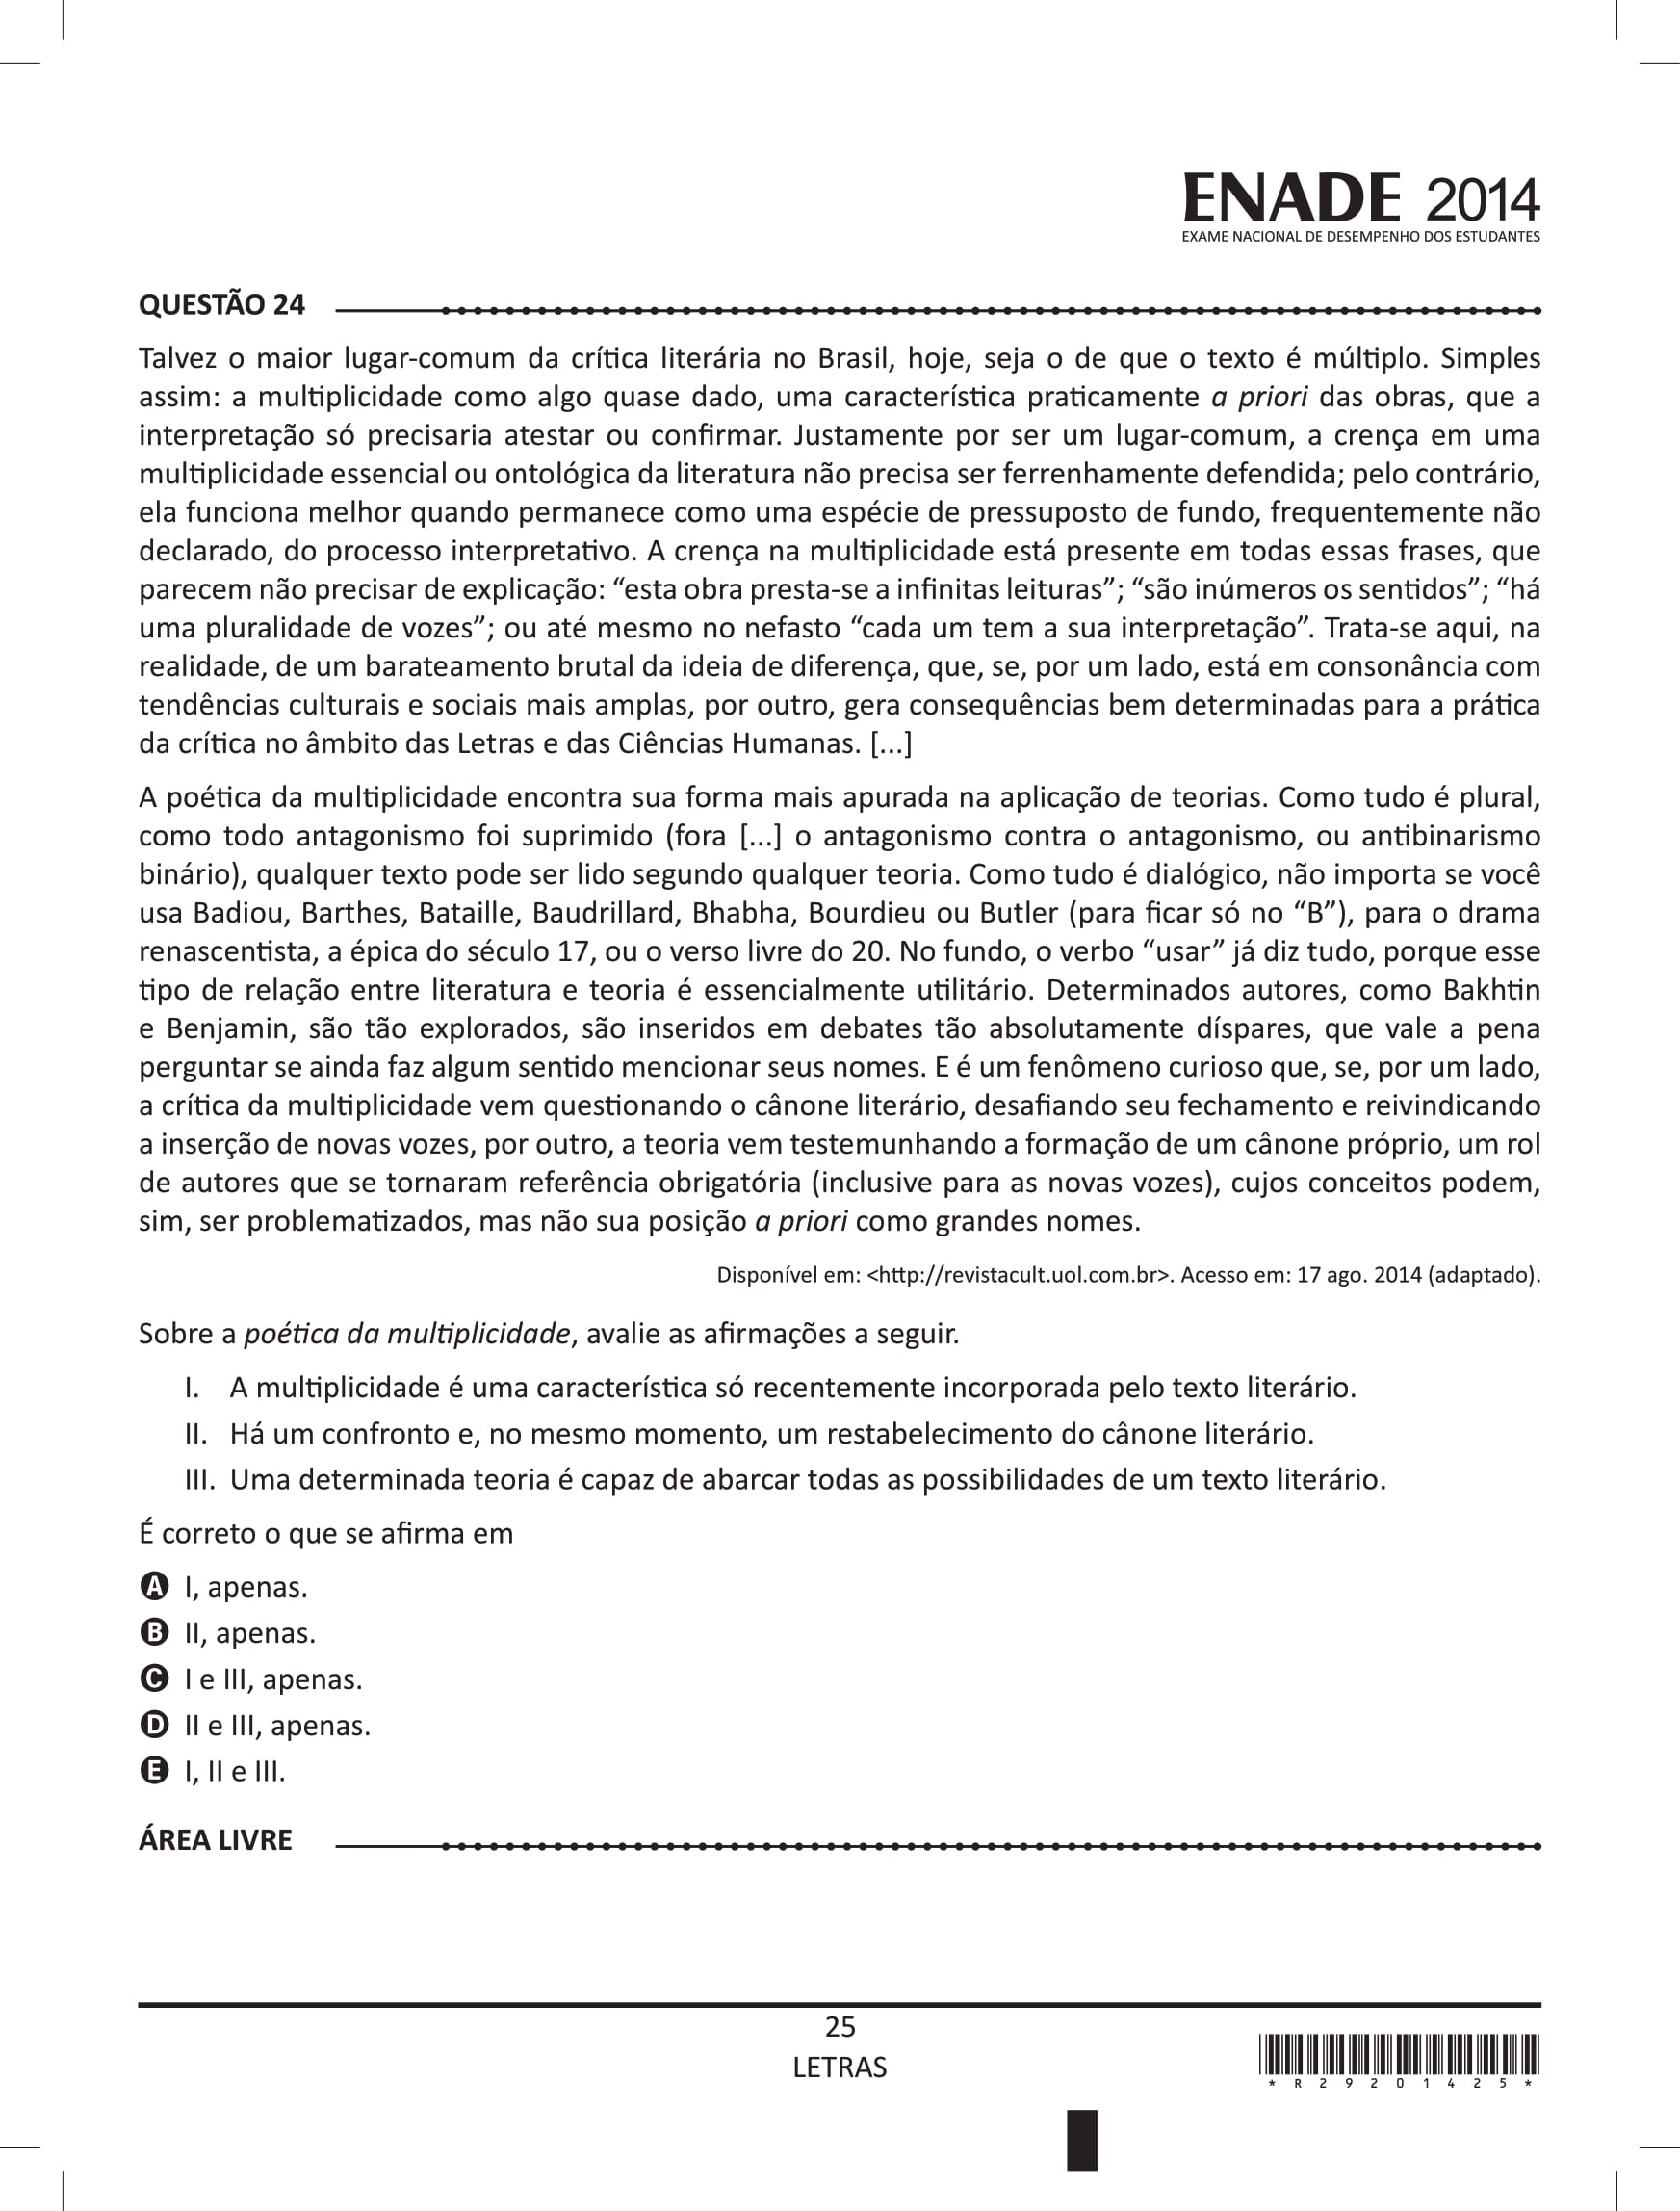 ENADE 2014
EXAME NACIONAL DE DESEMPENHO DOS ESTUDANTES
QUESTÃO 24
Talvez o maior lugar-comum da crítica literária no Brasil, hoje, seja o de que o texto é múltiplo. Simples
assim: a multiplicidade como algo quase dado, uma característica praticamente a priori das obras, que a
interpretação só precisaria atestar ou confirmar. Justamente por ser um lugar-comum, a crença em uma
multiplicidade essencial ou ontológica da literatura não precisa ser ferrenhamente defendida; pelo contrário,
ela funciona melhor quando permanece como uma espécie de pressuposto de fundo, frequentemente não
declarado, do processo interpretativo. A crença na multiplicidade está presente em todas essas frases, que
parecem não precisar de explicação: “esta obra presta-se a infinitas leituras”; “são inúmeros os sentidos”; “há
uma pluralidade de vozes”; ou até mesmo no nefasto “cada um tem a sua interpretação”. Trata-se aqui, na
realidade, de um barateamento brutal da ideia de diferença, que, se, por um lado, está em consonância com
tendências culturais e sociais mais amplas, por outro, gera consequências bem determinadas para a prática
da crítica no âmbito das Letras e das Ciências Humanas. [...]
A poética da multiplicidade encontra sua forma mais apurada na aplicação de teorias. Como tudo é plural,
como todo antagonismo foi suprimido (fora [...] o antagonismo contra o antagonismo, ou antibinarismo
binário), qualquer texto pode ser lido segundo qualquer teoria. Como tudo é dialógico, não importa se você
usa Badiou, Barthes, Bataille, Baudrillard, Bhabha, Bourdieu ou Butler (para ficar só no “B”), para o drama
renascentista, a épica do século 17, ou o verso livre do 20. No fundo, o verbo “usar” já diz tudo, porque esse
tipo de relação entre literatura e teoria é essencialmente utilitário. Determinados autores, como Bakhtin
e Benjamin, são tão explorados, são inseridos em debates tão absolutamente díspares, que vale a pena
perguntar se ainda faz algum sentido mencionar seus nomes. E é um fenômeno curioso que, se, por um lado,
a crítica da multiplicidade vem questionando o cânone literário, desafiando seu fechamento e reivindicando
a inserção de novas vozes, por outro, a teoria vem testemunhando a formação de um cânone próprio, um rol
de autores que se tornaram referência obrigatória (inclusive para as novas vozes), cujos conceitos podem,
sim, ser problematizados, mas não sua posição a priori como grandes nomes.
Disponível em: <http://revistacult.uol.com.br>. Acesso em: 17 ago. 2014 (adaptado).
Sobre a poética da multiplicidade, avalie as afirmações a seguir.
I. A multiplicidade é uma característica só recentemente incorporada pelo texto literário.
II. Há um confronto e, no mesmo momento, um restabelecimento do cânone literário.
III. Uma determinada teoria é capaz de abarcar todas as possibilidades de um texto literário.
É correto o que se afirma em
A I, apenas.
B II, apenas.
C I e III, apenas.
D II e III, apenas.
E I, II e III.
ÁREA LIVRE
25
LETRAS
* R 2 9 2 0 1 4 2 5 *